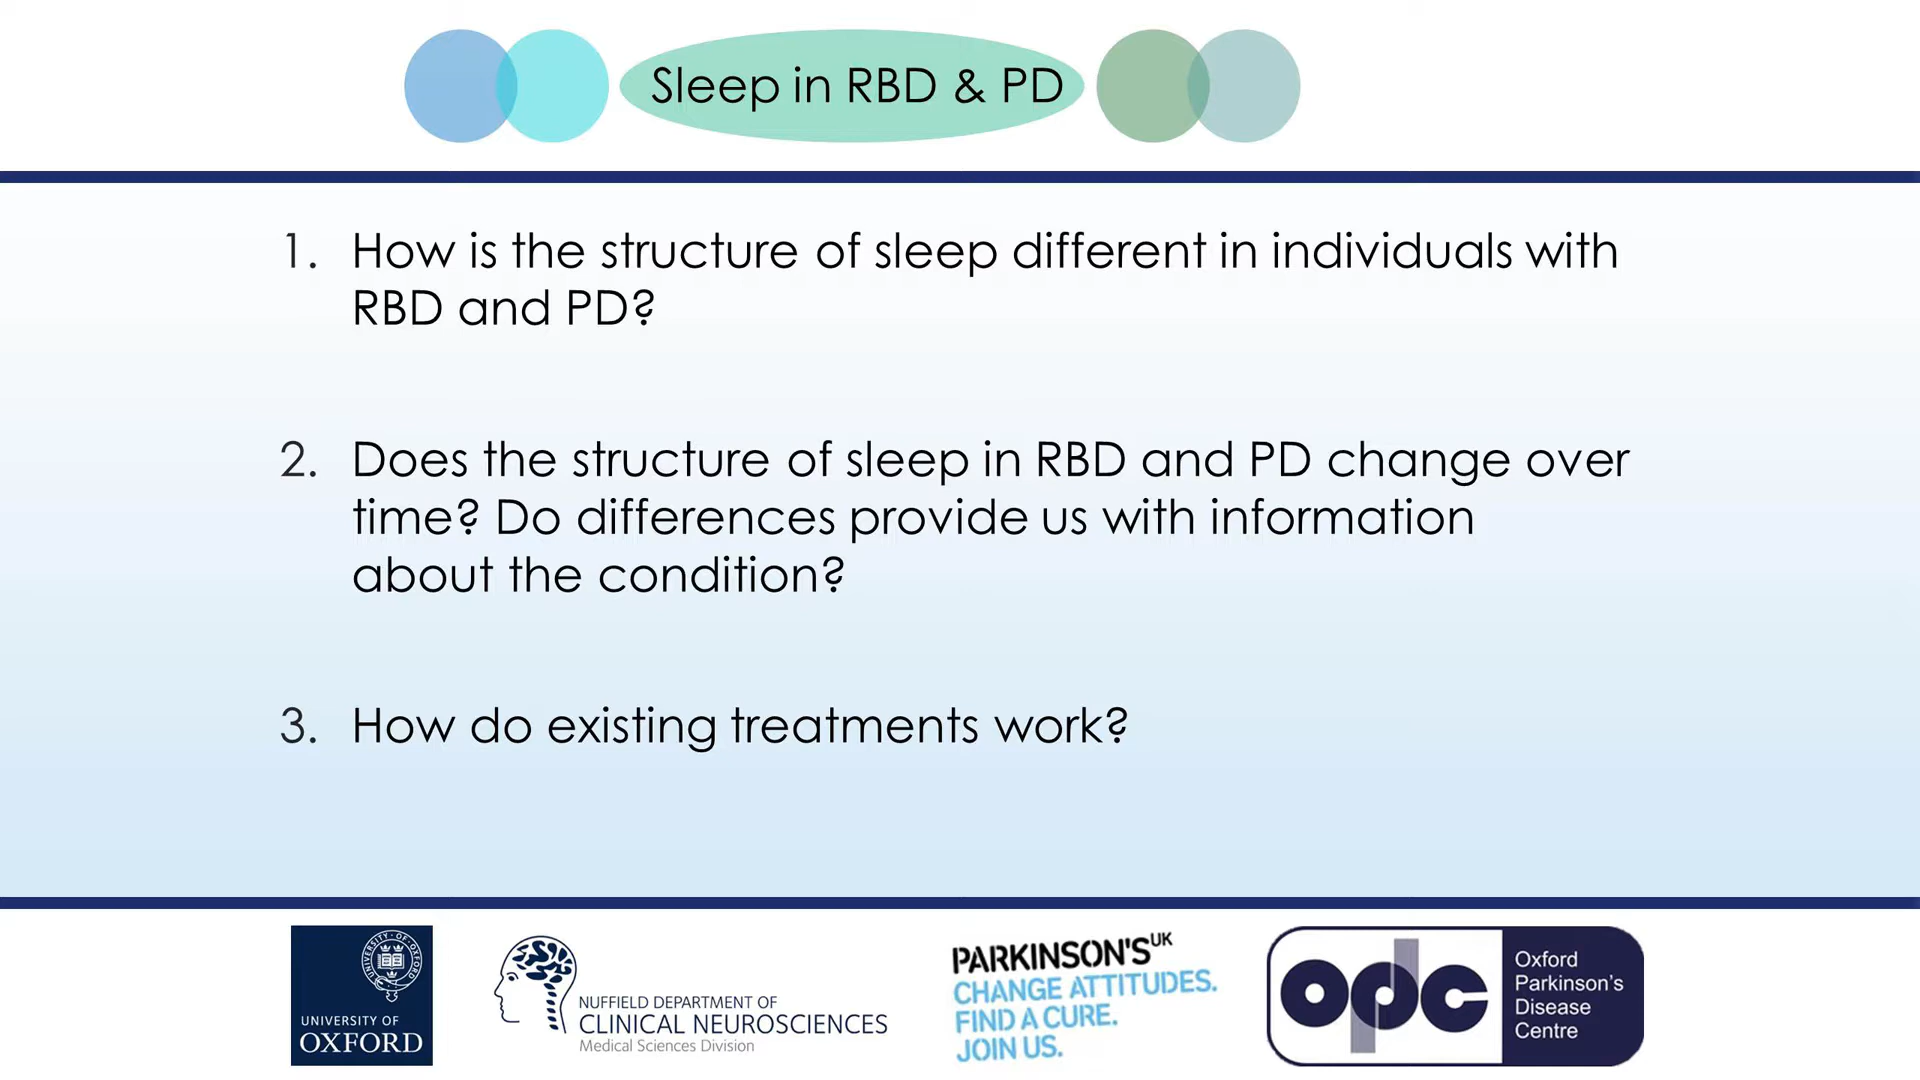 Sleep in RBD & PD
1. How is the structure of sleep different in individuals with
RBD and PD?
2. Does the structure of sleep in RBD and PD change over
time? Do differences provide us with information
about the condition?
3. How do existing treatments work?
UNIVERSITY OF OXFORD
UNIVERSITY OF
OXFORD
NUFFIELD DEPARTMENT OF
CLINICAL NEUROSCIENCES
Medical Sciences Division
PARKINSON'S UK
CHANGE ATTITUDES.
FIND A CURE.
JOIN US.
opdc
Oxford
Parkinson's
Disease
Centre